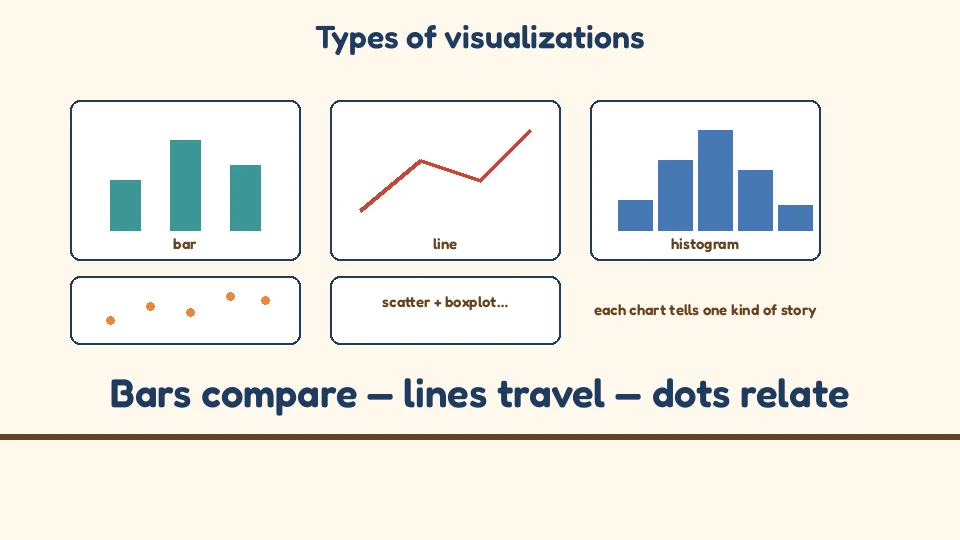 Types of visualizations
bar
line
histogram
scatter + boxplot...
each chart tells one kind of story
Bars compare — lines travel — dots relate